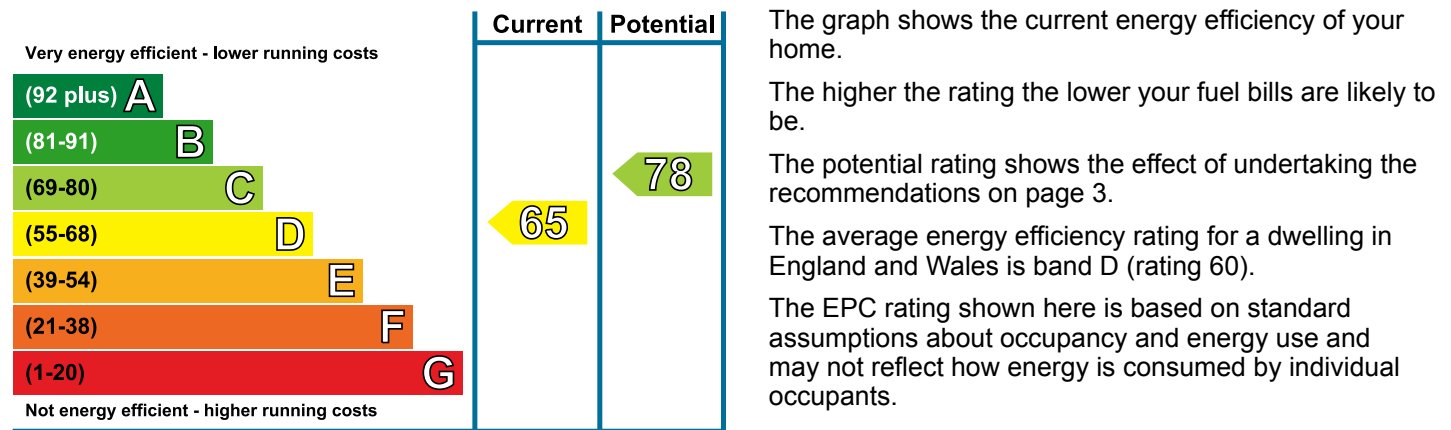 Current Potential
Very energy efficient - lower running costs
(92 plus) A
(81-91) B
(69-80) C
78
(55-68) D
65
(39-54) E
(21-38) F
(1-20) G
Not energy efficient - higher running costs
The graph shows the current energy efficiency of your
home.
The higher the rating the lower your fuel bills are likely to
be.
The potential rating shows the effect of undertaking the
recommendations on page 3.
The average energy efficiency rating for a dwelling in
England and Wales is band D (rating 60).
The EPC rating shown here is based on standard
assumptions about occupancy and energy use and
may not reflect how energy is consumed by individual
occupants.